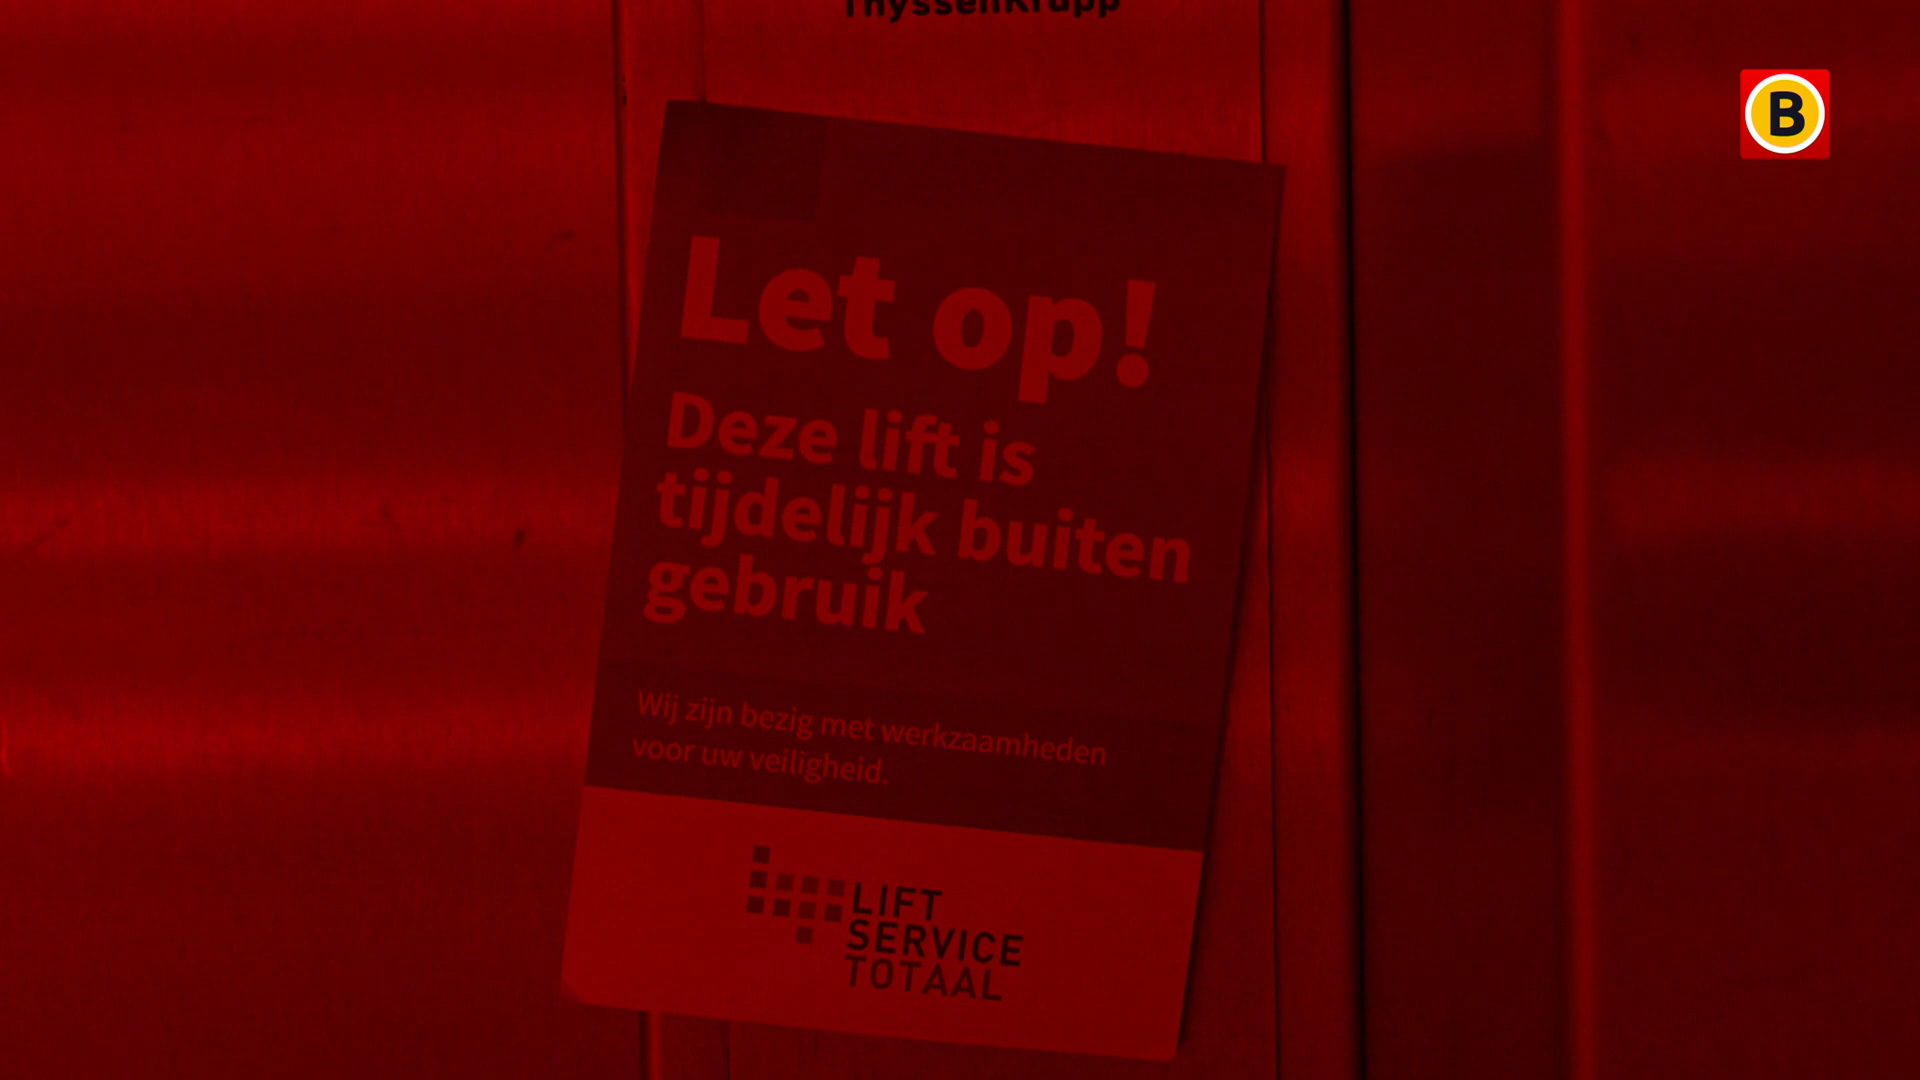 ThyssenKrupp
B
Let op!
Deze lift is
tijdelijk buiten
gebruik
Wij zijn bezig met werkzaamheden
voor uw veiligheid.
LIFT
SERVICE
TOTAAL